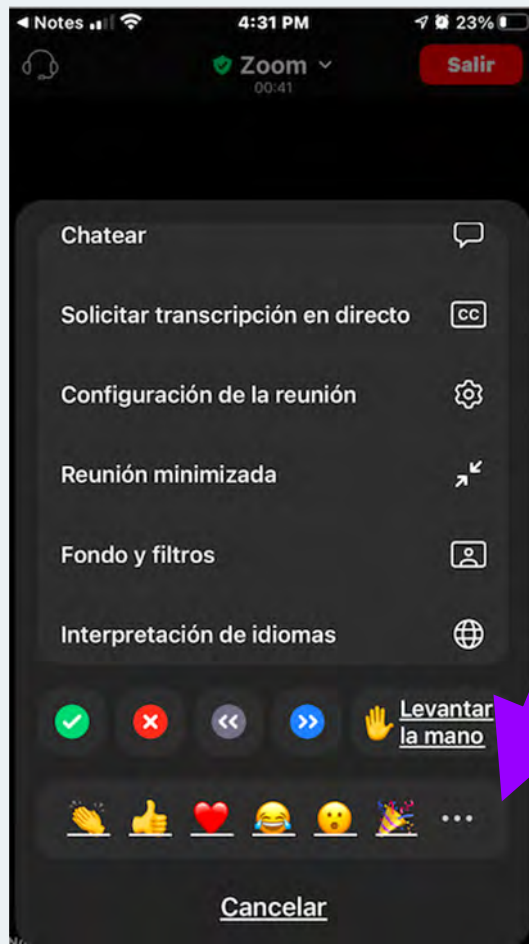 ◀ Notes 4:31 PM 23%
Zoom Salir
00:41
Chatear
Solicitar transcripción en directo CC
Configuración de la reunión
Reunión minimizada
Fondo y filtros
Interpretación de idiomas
Levantar
la mano
Cancelar